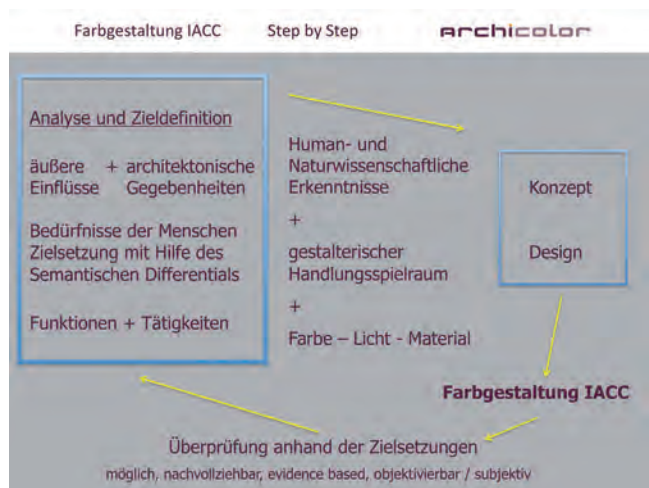 Farbgestaltung IACC Step by Step ARchicolor
Analyse und Zieldefinition
äußere + architektonische
Einflüsse Gegebenheiten
Bedürfnisse der Menschen
Zielsetzung mit Hilfe des
Semantischen Differentials
Funktionen + Tätigkeiten
Human- und
Naturwissenschaftliche
Erkenntnisse
+
gestalterischer
Handlungsspielraum
+
Farbe – Licht - Material
Konzept
Design
Farbgestaltung IACC
Überprüfung anhand der Zielsetzungen
möglich, nachvollziehbar, evidence based, objektivierbar / subjektiv